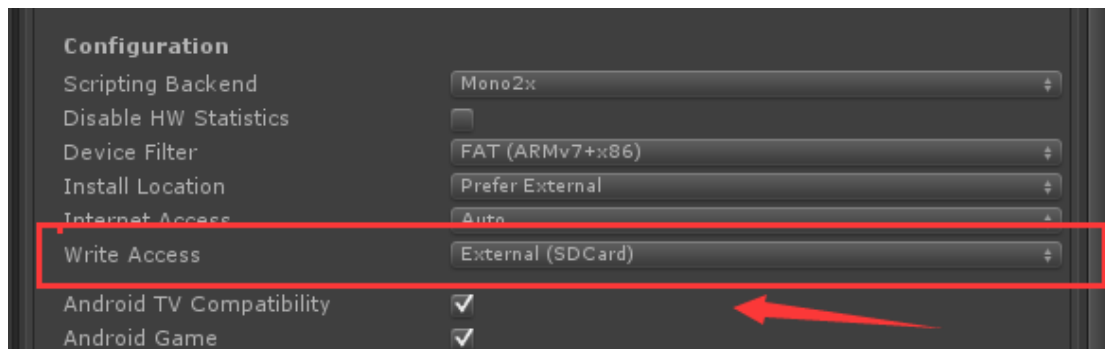 Configuration
Scripting Backend Mono2x
Disable HW Statistics
Device Filter FAT (ARMv7+x86)
Install Location Prefer External
Internet Access Auto
Write Access External (SDCard)
Android TV Compatibility
Android Game